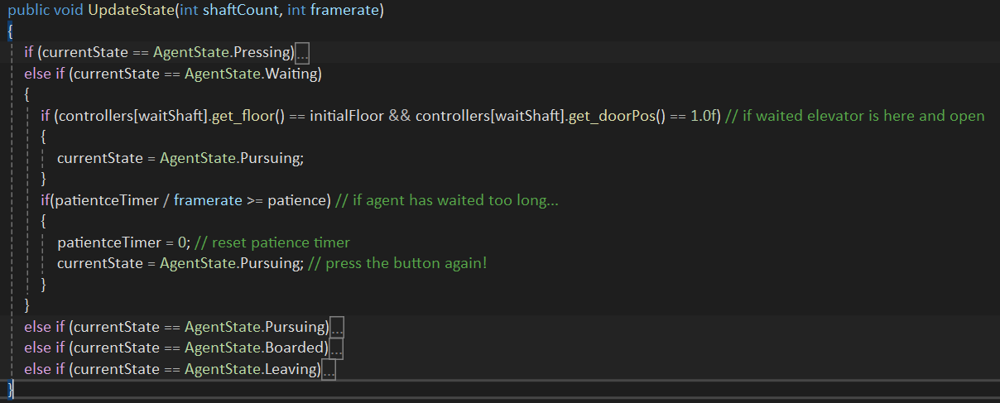 public void UpdateState(int shaftCount, int framerate)
{
if (currentState == AgentState.Pressing)...
else if (currentState == AgentState.Waiting)
{
if (controllers[waitShaft].get_floor() == initialFloor && controllers[waitShaft].get_doorPos() == 1.0f) // if waited elevator is here and open
{
currentState = AgentState.Pursuing;
}
if(patientceTimer / framerate >= patience) // if agent has waited too long...
{
patientceTimer = 0; // reset patience timer
currentState = AgentState.Pursuing; // press the button again!
}
}
else if (currentState == AgentState.Pursuing)...
else if (currentState == AgentState.Boarded)...
else if (currentState == AgentState.Leaving)...
}